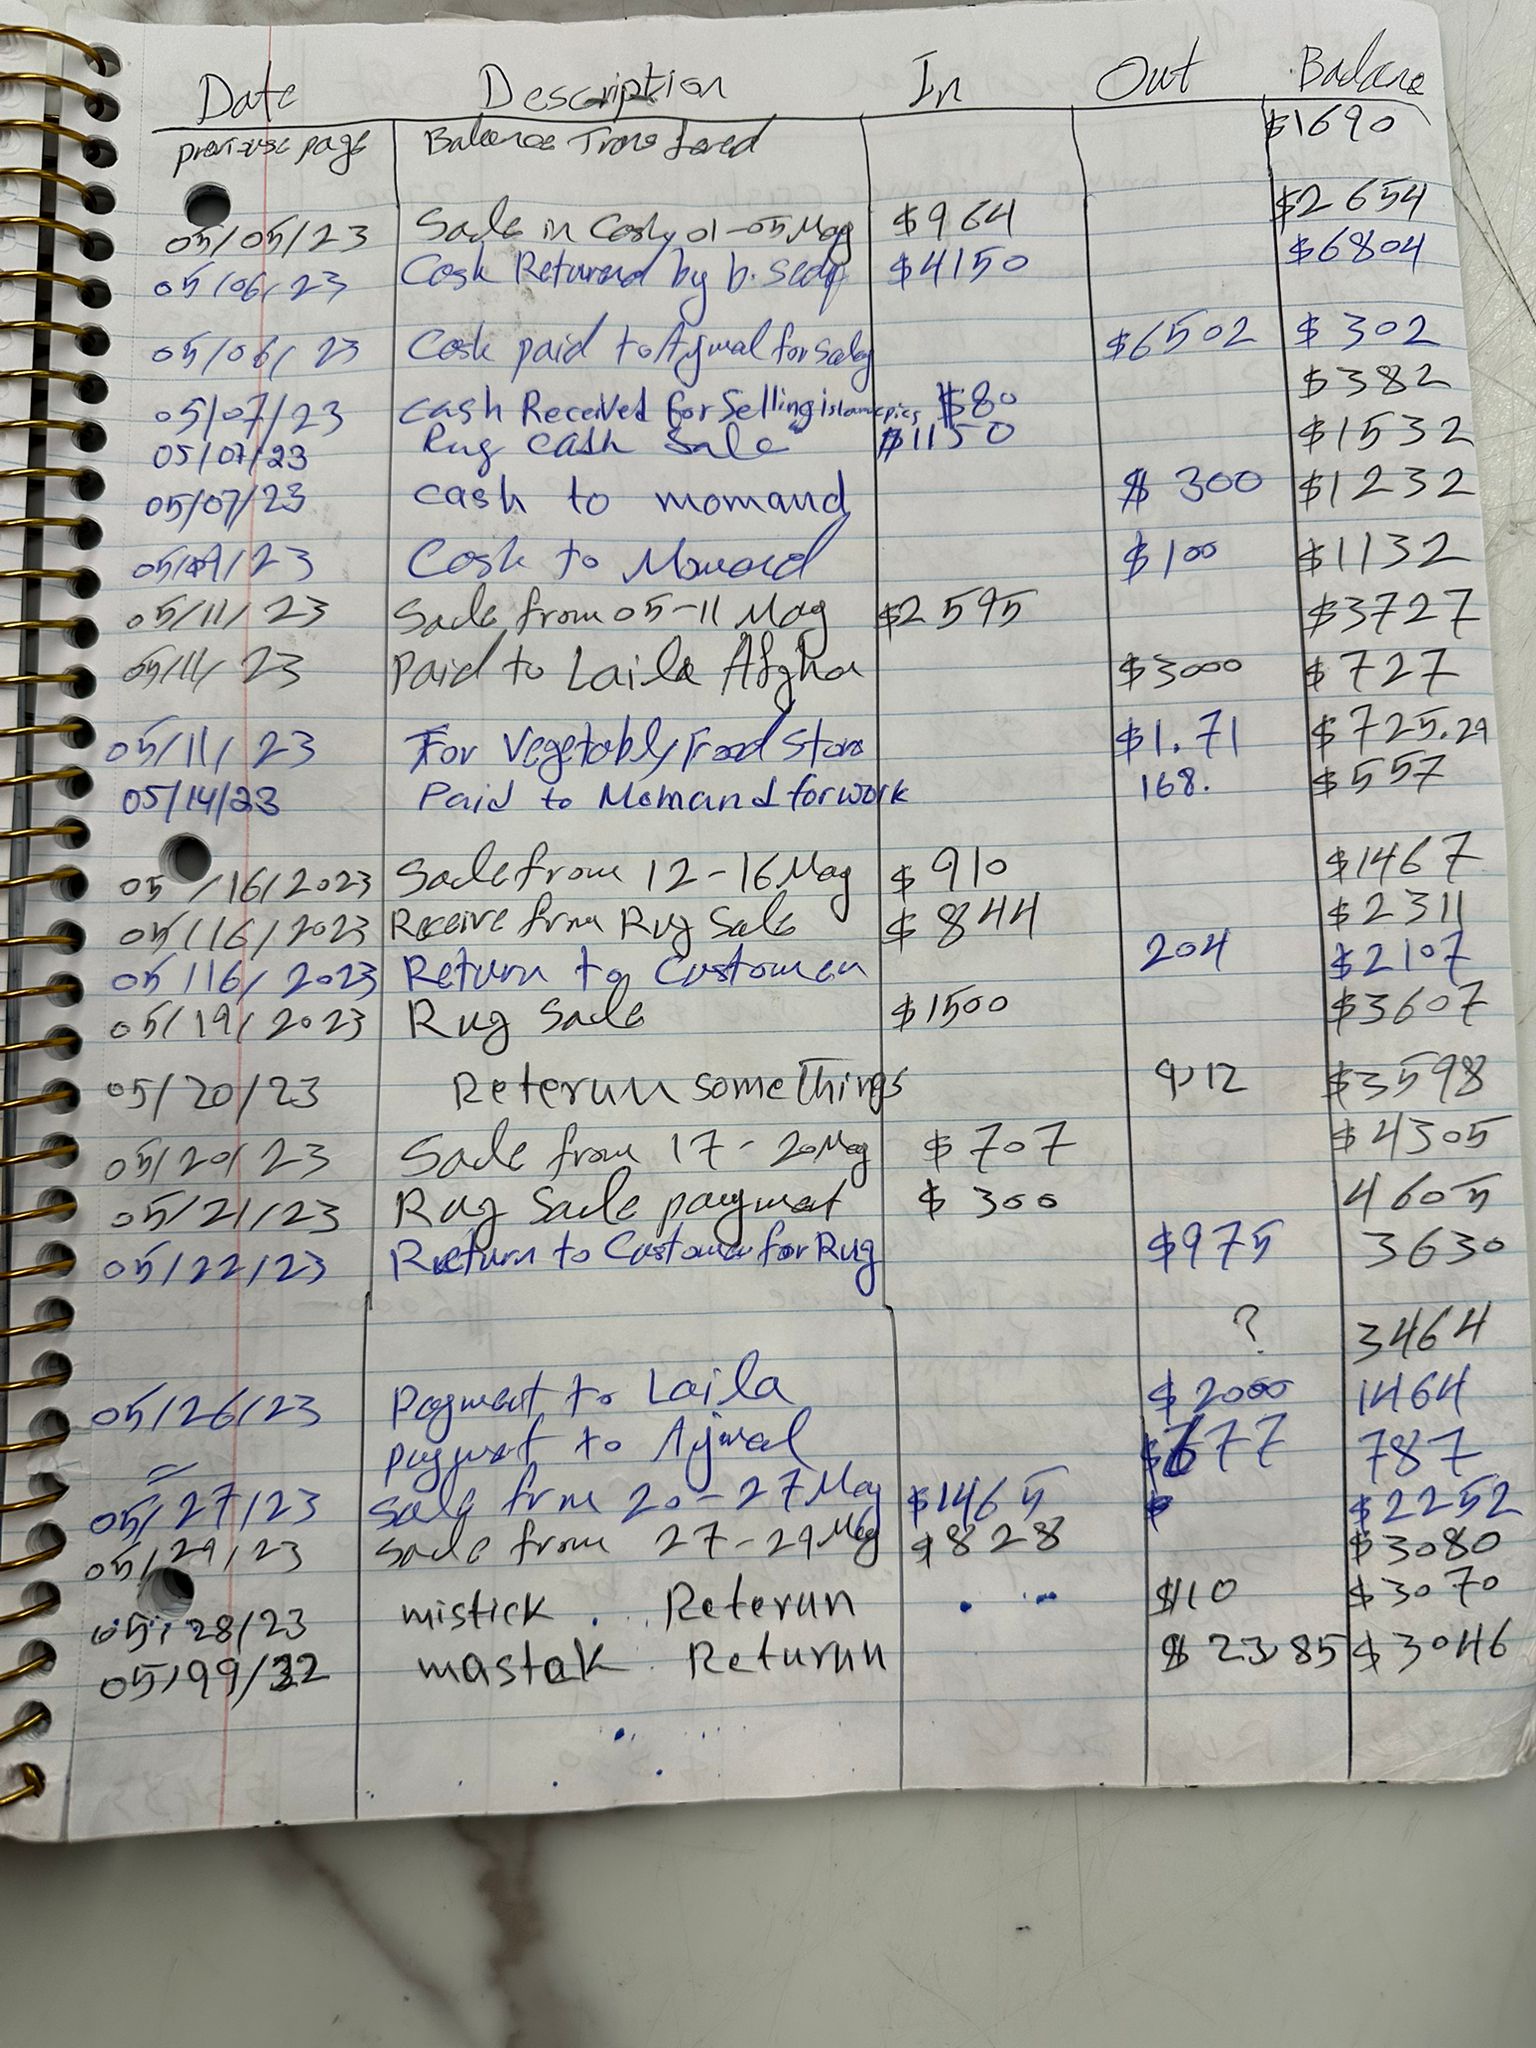 Date Description In Out Balance
previuse page Balance Transfered $1690
05/05/23 Sale in Cash 01-05 May $964 $2654
05/06/23 Cash Returned by b. $4150 $6804
05/06/23 Cash paid to Ajmal for $6502 $302
05/07/23 Cash Received for Selling islamic pics $80 $382
05/07/23 Rug cash Sale $1150 $1532
05/07/23 cash to momand $300 $1232
05/09/23 Cash to Momand $100 $1132
05/11/23 Sale from 05-11 May $2595 $3727
05/11/23 Paid to Laila Afghan $3000 $727
05/11/23 For Vegetably Food Store $1.71 $725.29
05/14/23 Paid to Momand for work 168. $557
05/16/2023 Sale from 12-16 May $910 $1467
05/16/2023 Receive from Rug Sale $844 $2311
05/16/2023 Return to Customer 204 $2107
05/19/2023 Rug Sale $1500 $3607
05/20/23 Reterun someThings 9,12 $3598
05/20/23 Sale from 17-20 May $707 $4305
05/21/23 Rug Sale payment $300 4605
05/22/23 Return to Customer for Rug $975 3630
? 3464
05/26/23 Payment to Laila $2000 1464
payment to Ajmal $677 787
05/27/23 Sale from 20-27 May $1465 $ $2252
05/29/23 Sale from 27-29 May $828 $3080
05/28/23 mistick . Reterun $10 $3070
05/99/32 mastak . Returun $23.85 $3046